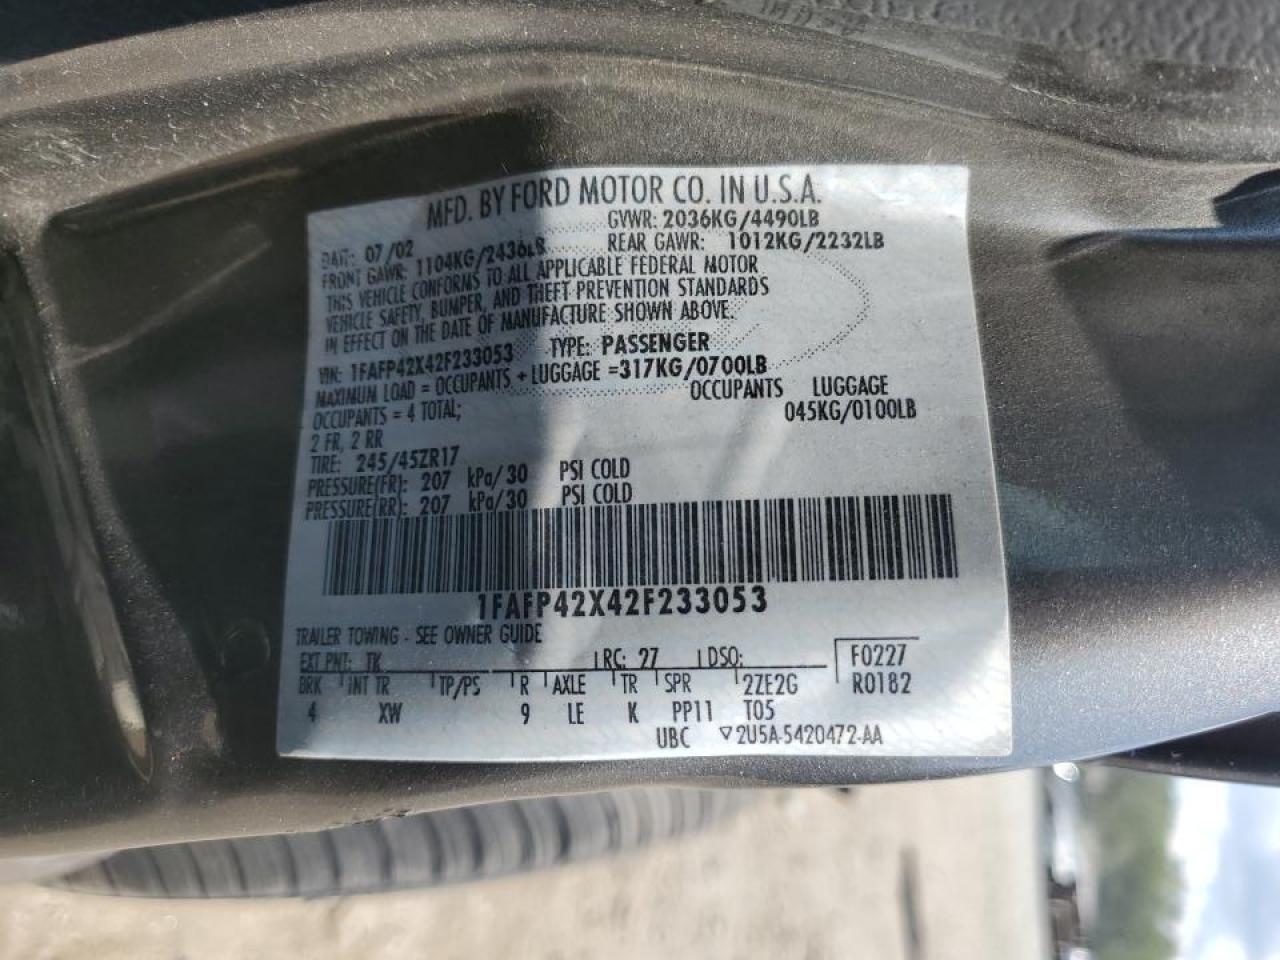 MFD. BY FORD MOTOR CO. IN U.S.A.
DATE: 07/02 GVWR: 2036KG/4490LB
FRONT GAWR: 1104KG/2436LB REAR GAWR: 1012KG/2232LB
THIS VEHICLE CONFORMS TO ALL APPLICABLE FEDERAL MOTOR
VEHICLE SAFETY, BUMPER, AND THEFT PREVENTION STANDARDS
IN EFFECT ON THE DATE OF MANUFACTURE SHOWN ABOVE.
VIN: 1FAFP42X42F233053 TYPE: PASSENGER
MAXIMUM LOAD = OCCUPANTS + LUGGAGE =317KG/0700LB
OCCUPANTS = 4 TOTAL; OCCUPANTS LUGGAGE
2 FR, 2 RR 045KG/0100LB
TIRE: 245/45ZR17
PRESSURE(FR): 207 kPa/30 PSI COLD
PRESSURE(RR): 207 kPa/30 PSI COLD
1FAFP42X42F233053
TRAILER TOWING - SEE OWNER GUIDE
EXT PNT: TK RC: 27 DSO: F0227
BRK INT TR TP/PS R AXLE TR SPR 2ZE2G R0182
4 XW 9 LE K PP11 T05
UBC ▽2U5A-5420472-AA